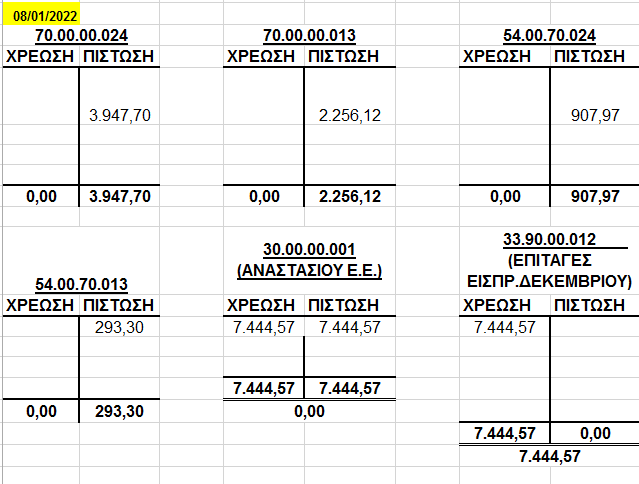 08/01/2022
70.00.00.024 70.00.00.013 54.00.70.024
ΧΡΕΩΣΗ ΠΙΣΤΩΣΗ ΧΡΕΩΣΗ ΠΙΣΤΩΣΗ ΧΡΕΩΣΗ ΠΙΣΤΩΣΗ
3.947,70 2.256,12 907,97
0,00 3.947,70 0,00 2.256,12 0,00 907,97
33.90.00.012
30.00.00.001 (ΕΠΙΤΑΓΕΣ
54.00.70.013 (ΑΝΑΣΤΑΣΙΟΥ Ε.Ε.) ΕΙΣΠΡ.ΔΕΚΕΜΒΡΙΟΥ)
ΧΡΕΩΣΗ ΠΙΣΤΩΣΗ ΧΡΕΩΣΗ ΠΙΣΤΩΣΗ ΧΡΕΩΣΗ ΠΙΣΤΩΣΗ
293,30 7.444,57 7.444,57 7.444,57
7.444,57 7.444,57
0,00 293,30 0,00
7.444,57 0,00
7.444,57